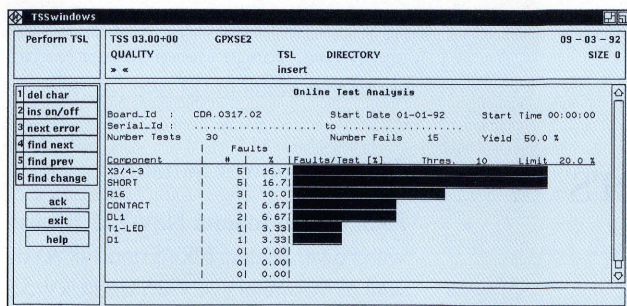 TSSwindows
Perform TSL
TSS 03.00+00 GPXSE2 09 – 03 – 92
QUALITY TSL DIRECTORY SIZE 0
» « insert
1 del char
2 ins on/off
3 next error
4 find next
5 find prev
6 find change
ack
exit
help
Online Test Analysis
Board_Id : CDA.0317.02 Start Date 01-01-92 Start Time 00:00:00
Serial_Id : ...................... to ......................
Number Tests 30 Number Fails 15 Yield 50.0 %
| Faults |
Component | # | % |Faults/Test [%] Thres. 10 Limit 20.0 %
X3/4-3 | 5| 16.7|
SHORT | 5| 16.7|
R16 | 3| 10.0|
CONTACT | 2| 6.67|
DL1 | 2| 6.67|
T1-LED | 1| 3.33|
D1 | 1| 3.33|
| 0| 0.00|
| 0| 0.00|
| 0| 0.00|